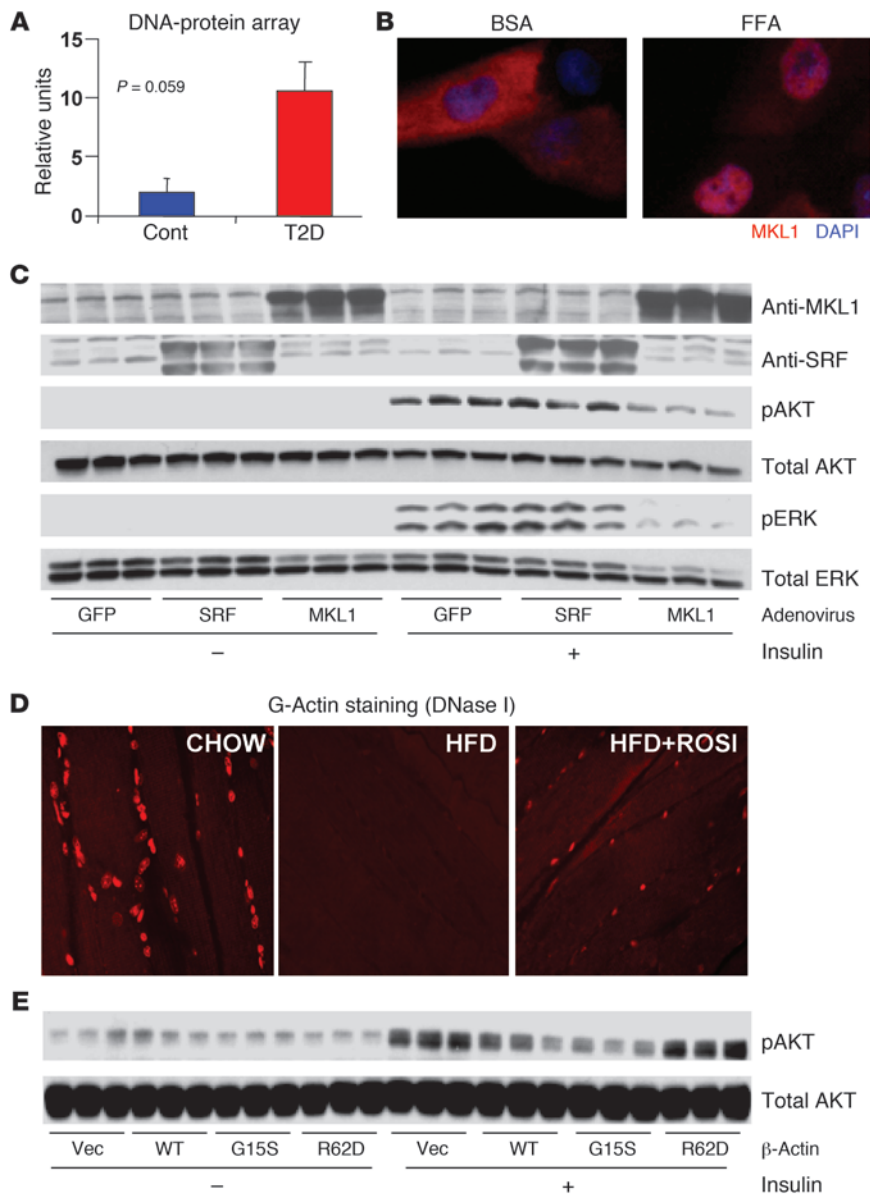 A
DNA-protein array
15
10
5
0
Relative units
P = 0.059
Cont
T2D
B
BSA
FFA
MKL1 DAPI
C
Anti-MKL1
Anti-SRF
pAKT
Total AKT
pERK
Total ERK
GFP SRF MKL1 GFP SRF MKL1 Adenovirus
– + Insulin
D
G-Actin staining (DNase I)
CHOW
HFD
HFD+ROSI
E
pAKT
Total AKT
Vec WT G15S R62D Vec WT G15S R62D β-Actin
– + Insulin